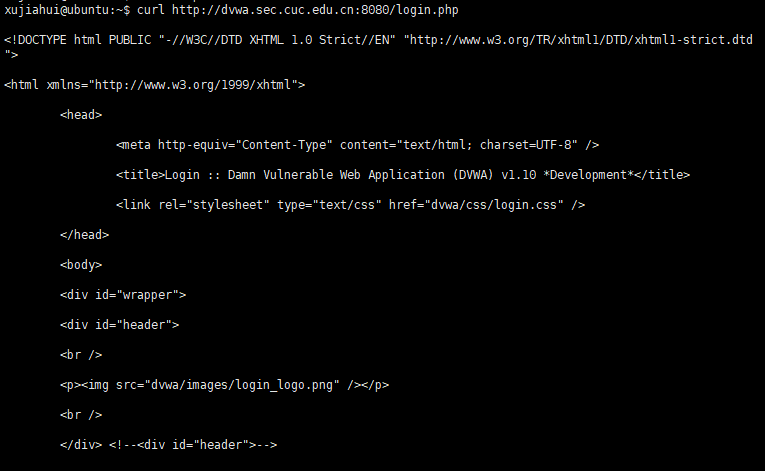 xujiahui@ubuntu:~$ curl http://dvwa.sec.cuc.edu.cn:8080/login.php
<!DOCTYPE html PUBLIC "-//W3C//DTD XHTML 1.0 Strict//EN" "http://www.w3.org/TR/xhtml1/DTD/xhtml1-strict.dtd
">
<html xmlns="http://www.w3.org/1999/xhtml">
<head>
<meta http-equiv="Content-Type" content="text/html; charset=UTF-8" />
<title>Login :: Damn Vulnerable Web Application (DVWA) v1.10 *Development*</title>
<link rel="stylesheet" type="text/css" href="dvwa/css/login.css" />
</head>
<body>
<div id="wrapper">
<div id="header">
<br />
<p><img src="dvwa/images/login_logo.png" /></p>
<br />
</div> <!--<div id="header">-->